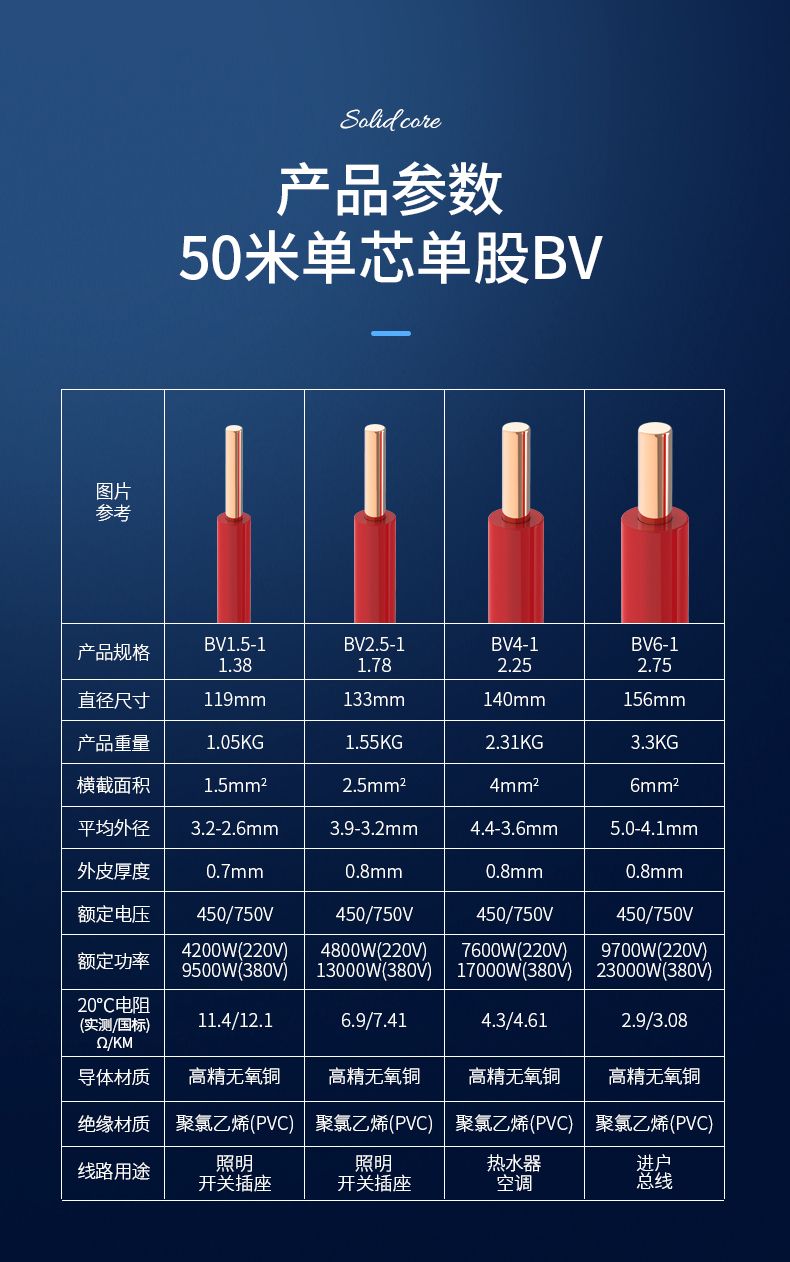 Solid core
产品参数
50米单芯单股BV
图片
参考
产品规格 BV1.5-1 BV2.5-1 BV4-1 BV6-1
1.38 1.78 2.25 2.75
直径尺寸 119mm 133mm 140mm 156mm
产品重量 1.05KG 1.55KG 2.31KG 3.3KG
横截面积 1.5mm² 2.5mm² 4mm² 6mm²
平均外径 3.2-2.6mm 3.9-3.2mm 4.4-3.6mm 5.0-4.1mm
外皮厚度 0.7mm 0.8mm 0.8mm 0.8mm
额定电压 450/750V 450/750V 450/750V 450/750V
额定功率 4200W(220V) 4800W(220V) 7600W(220V) 9700W(220V)
9500W(380V) 13000W(380V) 17000W(380V) 23000W(380V)
20℃电阻
(实测/国标) 11.4/12.1 6.9/7.41 4.3/4.61 2.9/3.08
Ω/KM
导体材质 高精无氧铜 高精无氧铜 高精无氧铜 高精无氧铜
绝缘材质 聚氯乙烯(PVC) 聚氯乙烯(PVC) 聚氯乙烯(PVC) 聚氯乙烯(PVC)
线路用途 照明 照明 热水器 进户
开关插座 开关插座 空调 总线